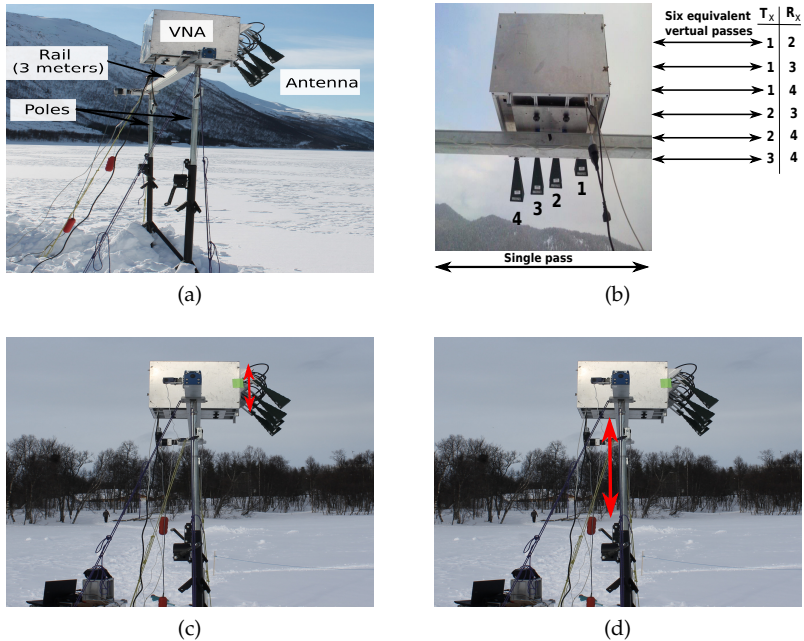 VNA
Rail
(3 meters)
Antenna
Poles
(a)
Six equivalent
vertual passes
Tx Rx
1 2
1 3
1 4
2 3
2 4
3 4
4 3 2 1
Single pass
(b)
(c)
(d)